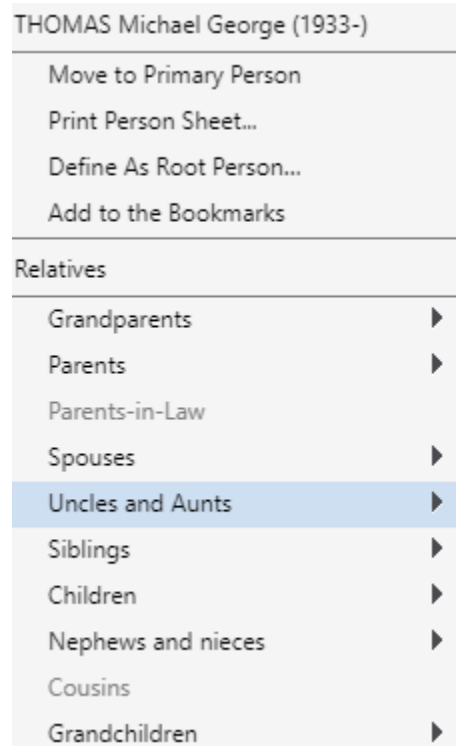 THOMAS Michael George (1933-)
Move to Primary Person
Print Person Sheet...
Define As Root Person...
Add to the Bookmarks
Relatives
Grandparents
Parents
Parents-in-Law
Spouses
Uncles and Aunts
Siblings
Children
Nephews and nieces
Cousins
Grandchildren